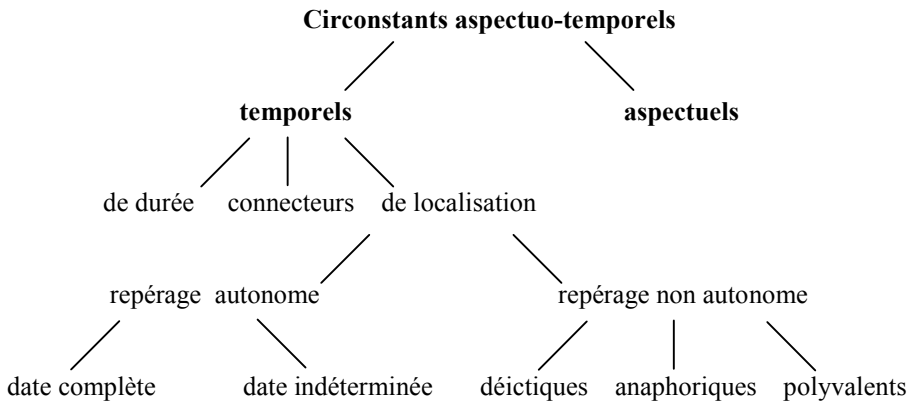 Circonstants aspectuo-temporels
temporels aspectuels
de durée connecteurs de localisation
repérage autonome repérage non autonome
date complète date indéterminée déictiques anaphoriques polyvalents